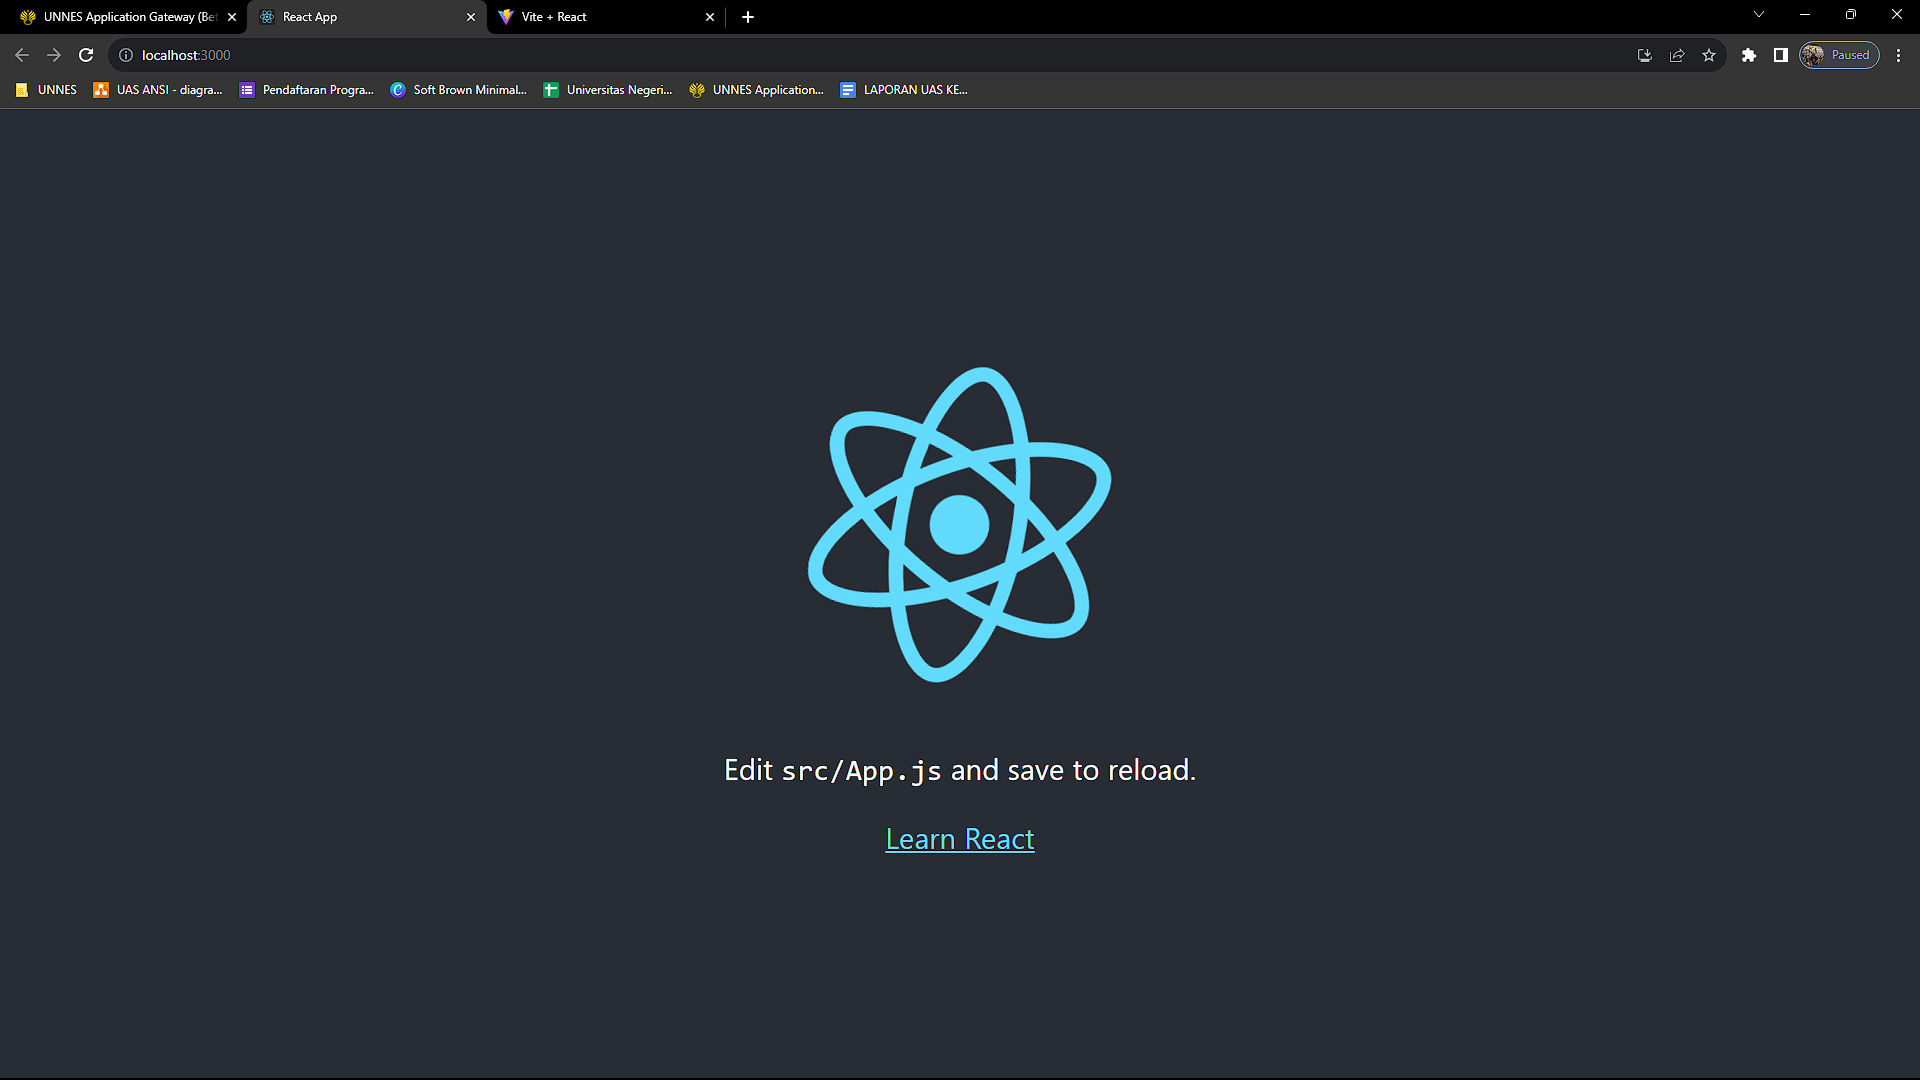 UNNES Application Gateway (Bet
React App
Vite + React
localhost:3000
Paused
UNNES
UAS ANSI - diagra...
Pendaftaran Progra...
Soft Brown Minimal...
Universitas Negeri...
UNNES Application...
LAPORAN UAS KE...
Edit src/App.js and save to reload.
Learn React